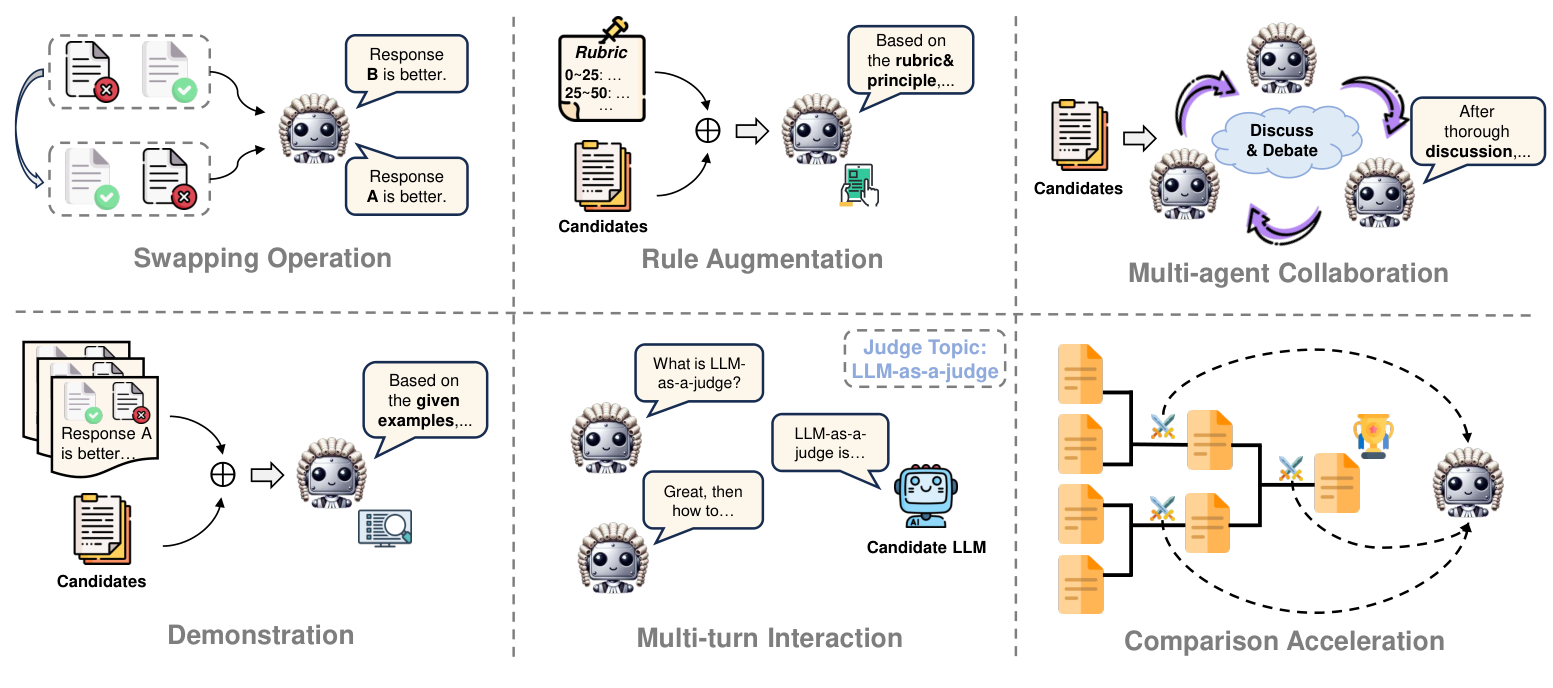 Response
B is better.
Response
A is better.
Swapping Operation
Rubric
0~25: …
25~50: …
…
Candidates
Based on
the rubric&
principle,...
Rule Augmentation
Candidates
Discuss
& Debate
After
thorough
discussion,...
Multi-agent Collaboration
Response A
is better…
Candidates
Based on
the given
examples,...
Demonstration
Judge Topic:
LLM-as-a-judge
What is LLM-
as-a-judge?
LLM-as-a-
judge is…
Great, then
how to…
AI
Candidate LLM
Multi-turn Interaction
Comparison Acceleration